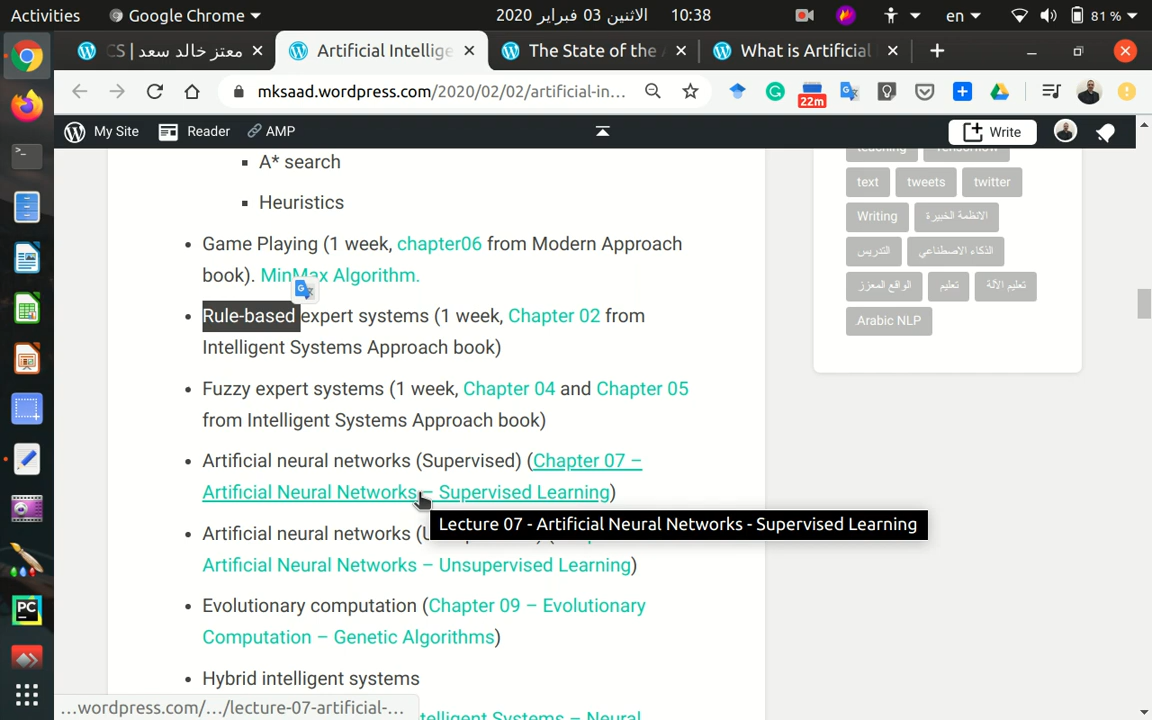 Activities
Google Chrome
الاثنين 03 فبراير 2020
10:38
en
81 %
معتز خالد سعد | CS
Artificial Intellige
The State of the
What is Artificial
mksaad.wordpress.com/2020/02/02/artificial-in...
22m
My Site
Reader
AMP
Write
A* search
Heuristics
Game Playing (1 week, chapter06 from Modern Approach
book). MinMax Algorithm.
Rule-based expert systems (1 week, Chapter 02 from
Intelligent Systems Approach book)
Fuzzy expert systems (1 week, Chapter 04 and Chapter 05
from Intelligent Systems Approach book)
Artificial neural networks (Supervised) (Chapter 07 –
Artificial Neural Networks – Supervised Learning)
Lecture 07 - Artificial Neural Networks - Supervised Learning
Artificial neural networks
Artificial Neural Networks – Unsupervised Learning)
Evolutionary computation (Chapter 09 – Evolutionary
Computation – Genetic Algorithms)
Hybrid intelligent systems
telligent Systems – Neural
teaching
Tensorflow
text
tweets
twitter
Writing
الانظمة الخبيرة
التدريس
الذكاء الاصطناعي
الواقع المعزز
تعليم
تعليم الآلة
Arabic NLP
PC
...wordpress.com/.../lecture-07-artificial-...